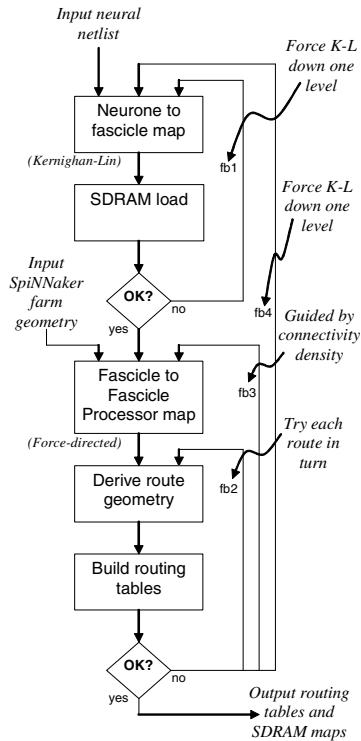 Input neural
netlist
Force K-L
down one
level
Neurone to
fascicle map
(Kernighan-Lin)
fb1
SDRAM load
Force K-L
down one
level
Input
SpiNNaker
farm
geometry
OK?
no
yes
fb4
Guided by
connectivity
density
Fascicle to
Fascicle
Processor map
fb3
(Force-directed)
Try each
route in
turn
Derive route
geometry
fb2
Build routing
tables
OK?
no
yes
Output routing
tables and
SDRAM maps